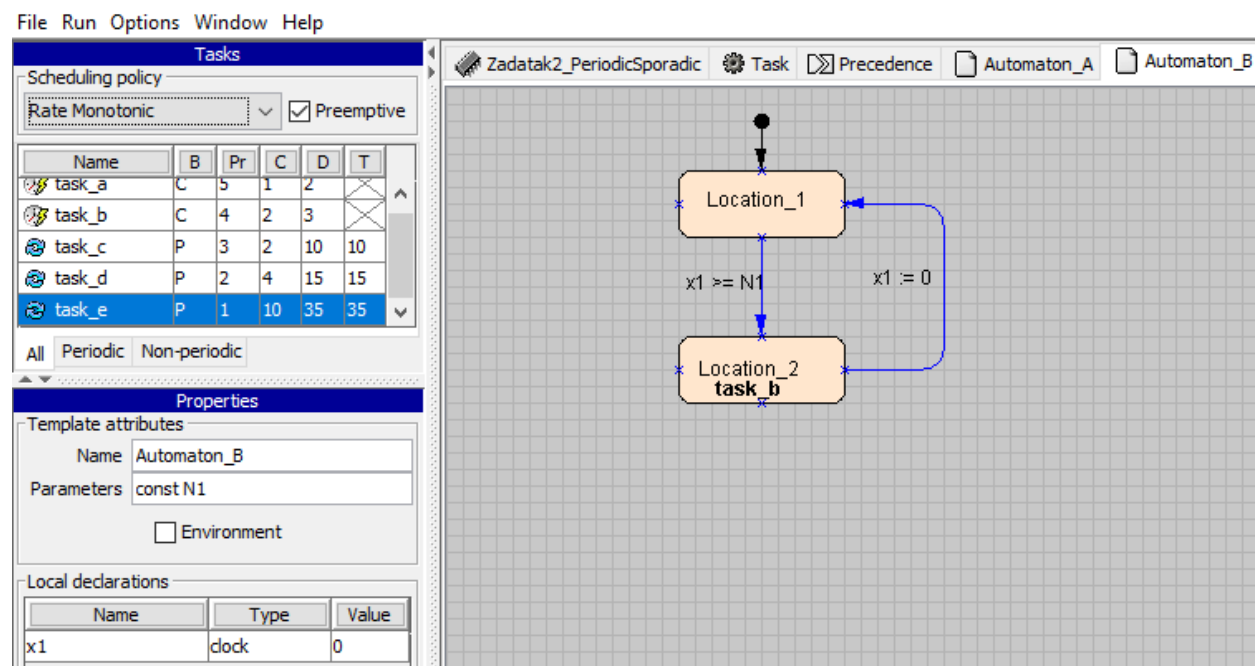 File Run Options Window Help
Tasks
Scheduling policy
Rate Monotonic
Preemptive
Name B Pr C D T
task_a C 5 1 2
task_b C 4 2 3
task_c P 3 2 10 10
task_d P 2 4 15 15
task_e P 1 10 35 35
All Periodic Non-periodic
Properties
Template attributes
Name Automaton_B
Parameters const N1
Environment
Local declarations
Name Type Value
x1 clock 0
Zadatak2_PeriodicSporadic Task Precedence Automaton_A Automaton_B
Location_1
x1 >= N1
x1 := 0
Location_2
task_b